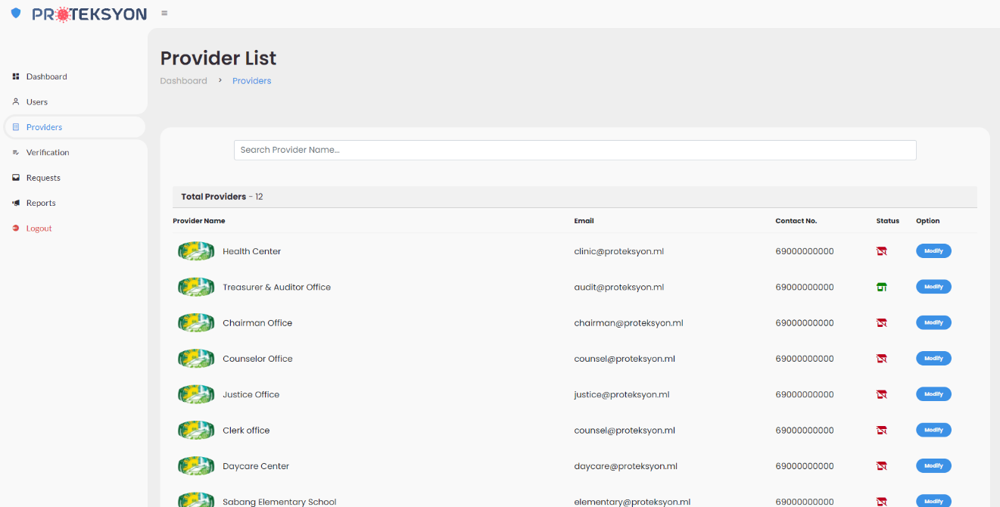 PROTEKSYON
Provider List
Dashboard > Providers
Dashboard
Users
Providers
Verification
Requests
Reports
Logout
Search Provider Name...
Total Providers - 12
Provider Name Email Contact No. Status Option
Health Center clinic@proteksyon.ml 69000000000 Modify
Treasurer & Auditor Office audit@proteksyon.ml 69000000000 Modify
Chairman Office chairman@proteksyon.ml 69000000000 Modify
Counselor Office counsel@proteksyon.ml 69000000000 Modify
Justice Office justice@proteksyon.ml 69000000000 Modify
Clerk office counsel@proteksyon.ml 69000000000 Modify
Daycare Center daycare@proteksyon.ml 69000000000 Modify
Sabang Elementary School elementary@proteksyon.ml 69000000000 Modify